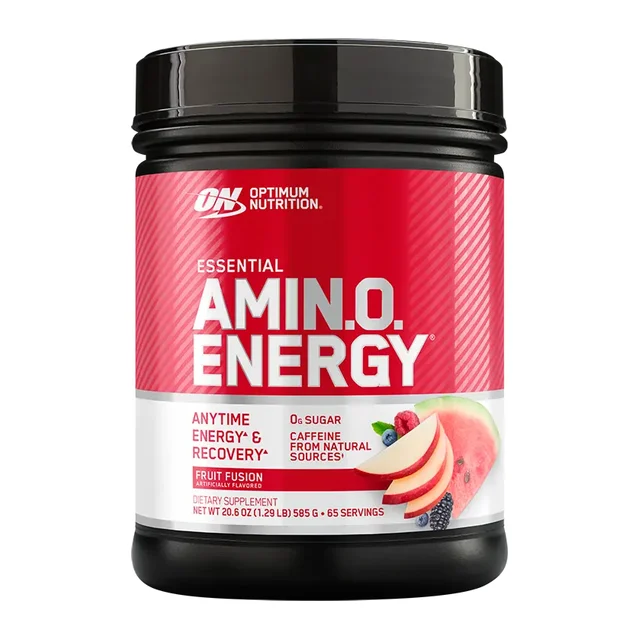 ON OPTIMUM
NUTRITION®
ESSENTIAL
AMIN.O.
ENERGY®
ANYTIME
ENERGY▲ &
RECOVERY▲
0G SUGAR
CAFFEINE
FROM NATURAL
SOURCES‡
FRUIT FUSION
ARTIFICIALLY FLAVORED
DIETARY SUPPLEMENT
NET WT 20.6 OZ (1.29 LB) 585 G • 65 SERVINGS